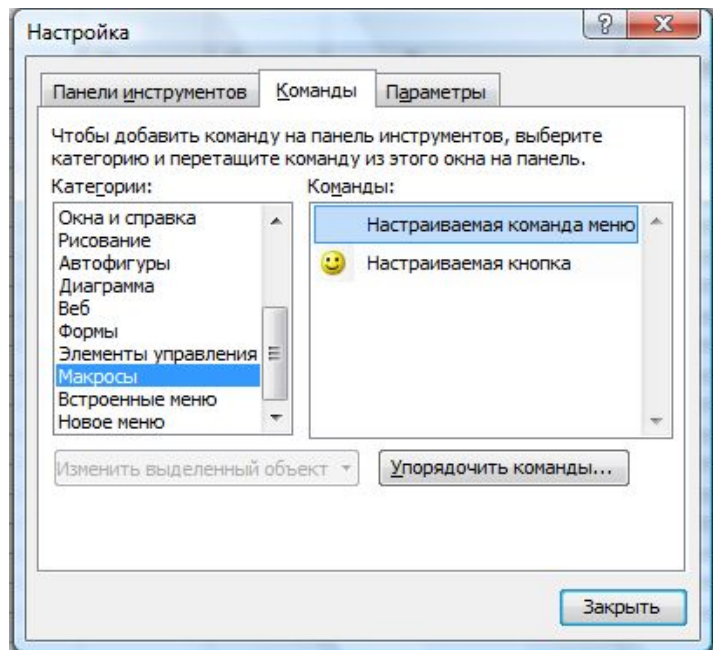 Настройка
Панели инструментов
Команды
Параметры
Чтобы добавить команду на панель инструментов, выберите
категорию и перетащите команду из этого окна на панель.
Категории:
Команды:
Окна и справка
Рисование
Автофигуры
Диаграмма
Веб
Формы
Элементы управления
Макросы
Встроенные меню
Новое меню
Настраиваемая команда меню
Настраиваемая кнопка
Изменить выделенный объект
Упорядочить команды...
Закрыть